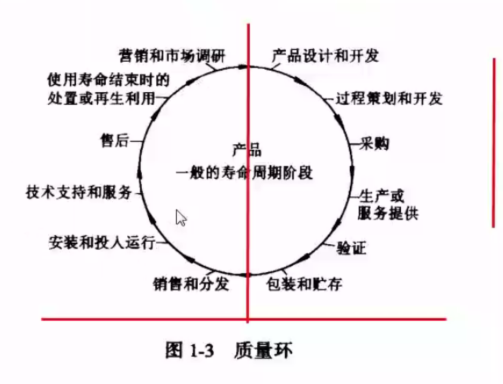 营销和市场调研
产品设计和开发
使用寿命结束时的
处置或再生利用
过程策划和开发
售后
采购
产品
一般的寿命周期阶段
技术支持和服务
生产或
服务提供
安装和投入运行
验证
销售和分发
包装和贮存
图 1-3 质量环